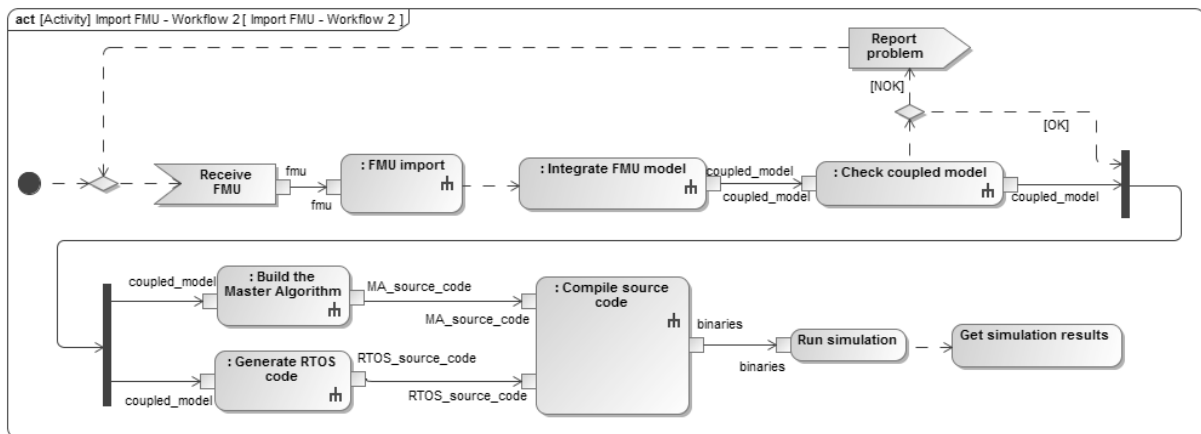 act [Activity] Import FMU - Workflow 2 [ Import FMU - Workflow 2 ]
Report
problem
[NOK]
[OK]
Receive
FMU
fmu
fmu
: FMU import
: Integrate FMU model
coupled_model
coupled_model
: Check coupled model
coupled_model
coupled_model
: Build the
Master Algorithm
MA_source_code
MA_source_code
: Compile source
code
coupled_model
: Generate RTOS
code
RTOS_source_code
RTOS_source_code
binaries
binaries
Run simulation
Get simulation results